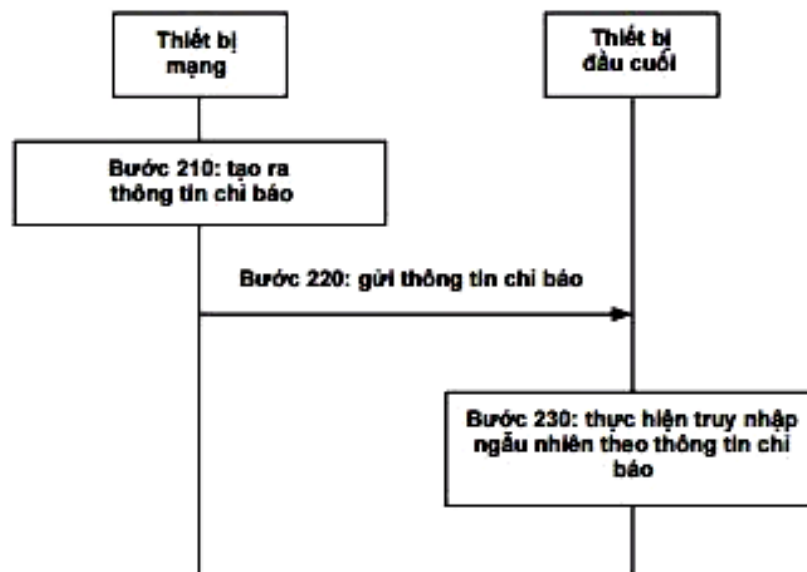 Thiết bị
mạng
Thiết bị
đầu cuối
Bước 210: tạo ra
thông tin chỉ báo
Bước 220: gửi thông tin chỉ báo
Bước 230: thực hiện truy nhập
ngẫu nhiên theo thông tin chỉ
báo